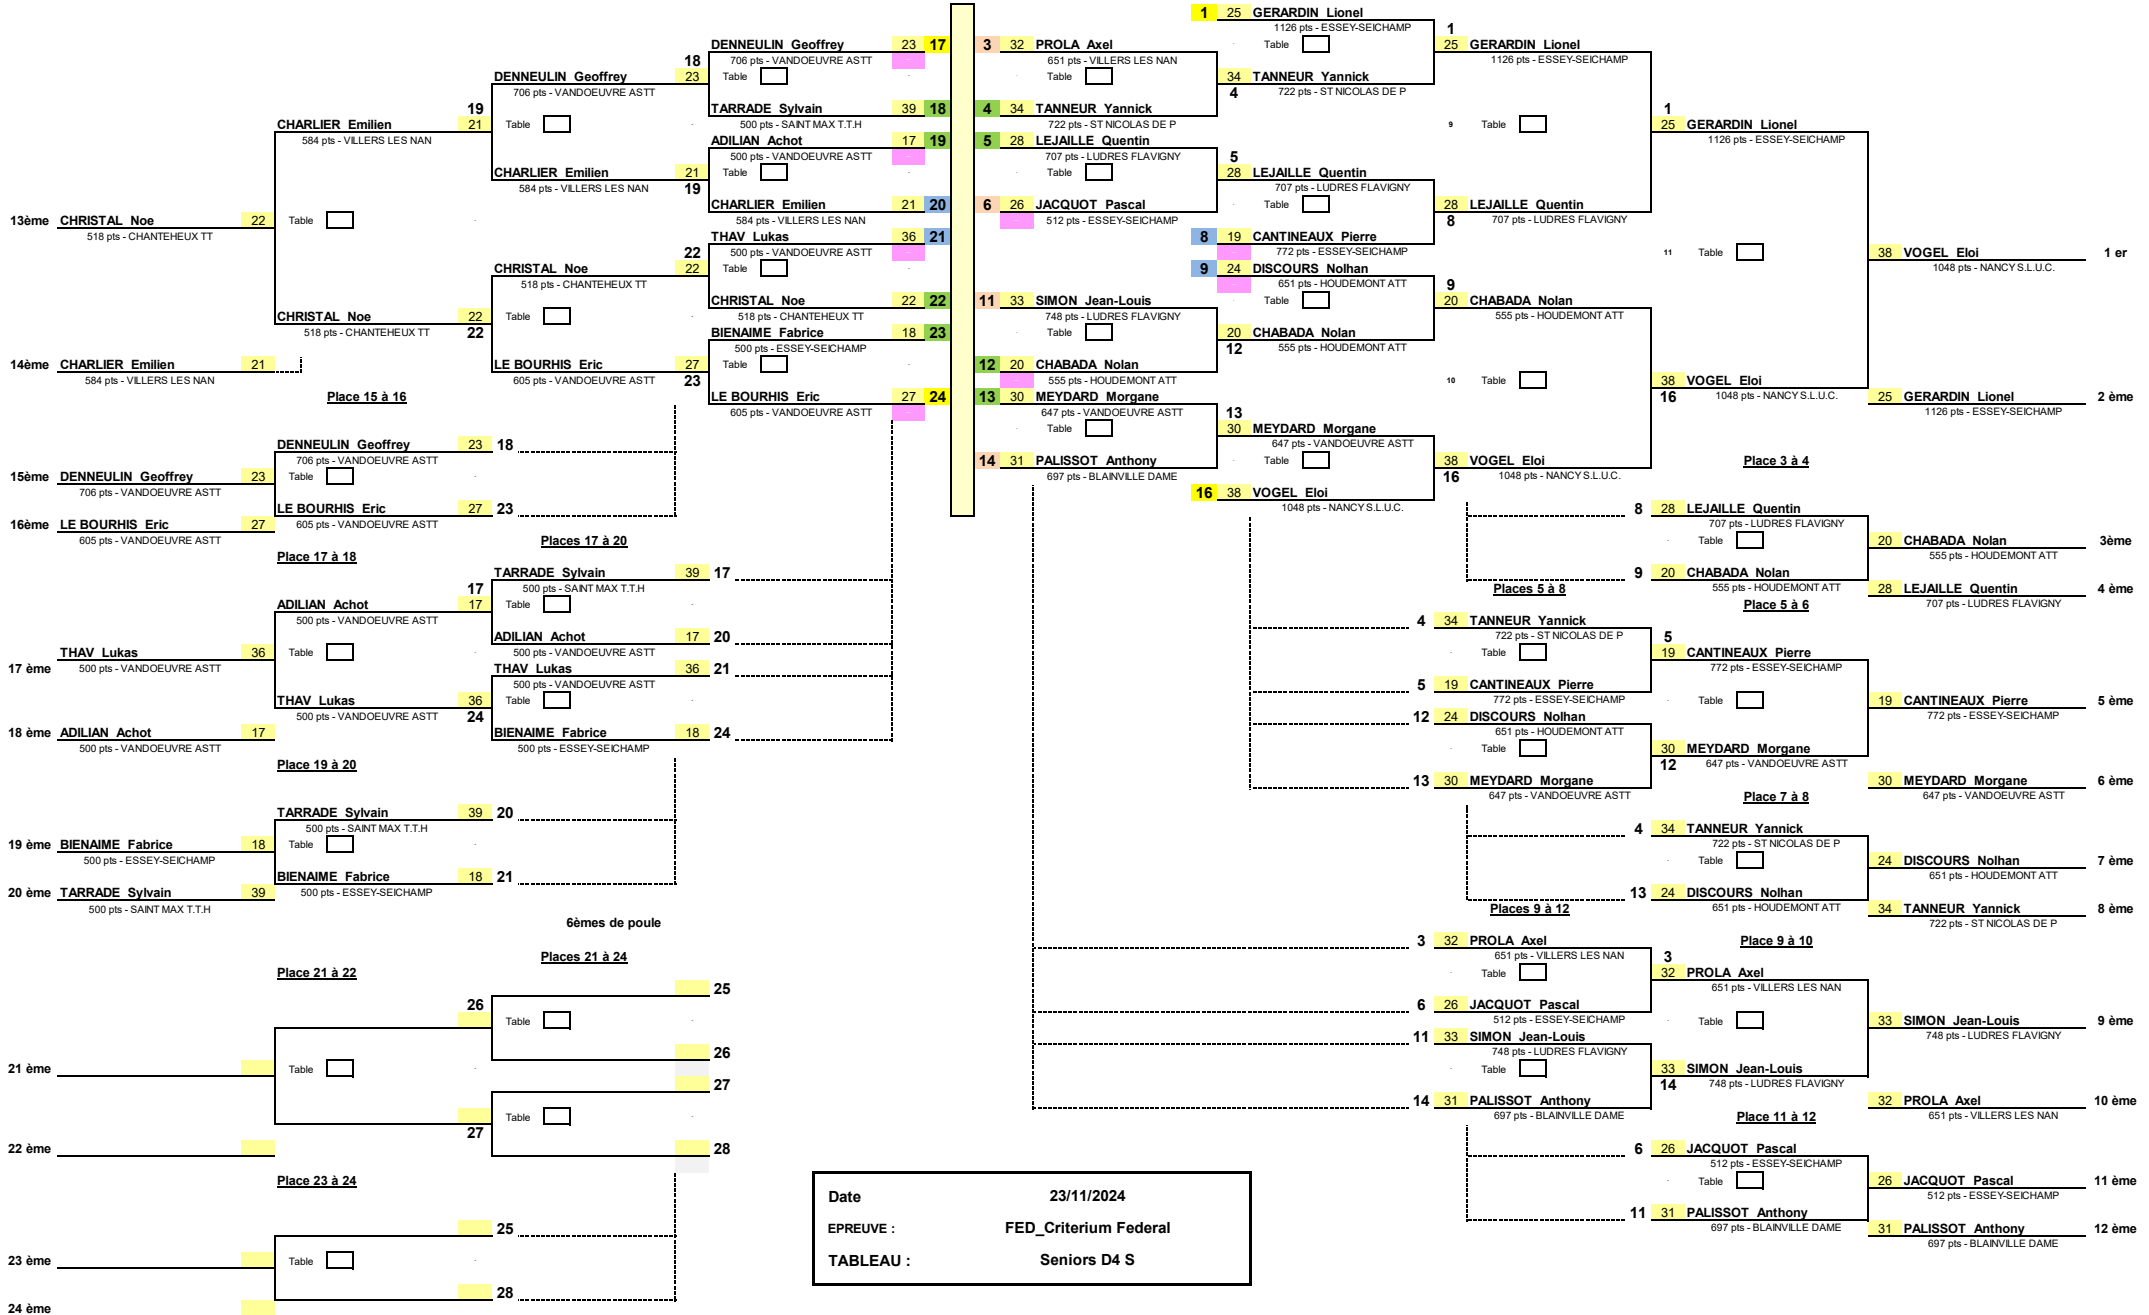 1 25 GERARDIN Lionel
1126 pts - ESSEY-SEICHAMP 1
DENNEULIN Geoffrey 23 17 3 32 PROLA Axel Table 25 GERARDIN Lionel
18 706 pts - VANDOEUVRE ASTT 651 pts - VILLERS LES NAN 1126 pts - ESSEY-SEICHAMP
DENNEULIN Geoffrey 23 Table Table 34 TANNEUR Yannick
706 pts - VANDOEUVRE ASTT 4 722 pts - ST NICOLAS DE P
19 TARRADE Sylvain 39 18 4 34 TANNEUR Yannick 1
CHARLIER Emilien 21 Table 500 pts - SAINT MAX T.T.H 722 pts - ST NICOLAS DE P 9 Table 25 GERARDIN Lionel
584 pts - VILLERS LES NAN ADILIAN Achot 17 19 5 28 LEJAILLE Quentin 1126 pts - ESSEY-SEICHAMP
500 pts - VANDOEUVRE ASTT 707 pts - LUDRES FLAVIGNY 5
CHARLIER Emilien 21 Table Table 28 LEJAILLE Quentin
584 pts - VILLERS LES NAN 19 707 pts - LUDRES FLAVIGNY
CHARLIER Emilien 21 20 6 26 JACQUOT Pascal Table 28 LEJAILLE Quentin
13ème CHRISTAL Noe 22 Table 584 pts - VILLERS LES NAN 512 pts - ESSEY-SEICHAMP 8 707 pts - LUDRES FLAVIGNY
518 pts - CHANTEHEUX TT THAV Lukas 36 21 8 19 CANTINEAUX Pierre
22 500 pts - VANDOEUVRE ASTT 772 pts - ESSEY-SEICHAMP 11 Table 38 VOGEL Eloi 1 er
CHRISTAL Noe 22 Table 9 24 DISCOURS Nolhan 1048 pts - NANCY S.L.U.C.
518 pts - CHANTEHEUX TT 651 pts - HOUDEMONT ATT 9
CHRISTAL Noe 22 22 11 33 SIMON Jean-Louis Table 20 CHABADA Nolan
CHRISTAL Noe 22 Table 518 pts - CHANTEHEUX TT 748 pts - LUDRES FLAVIGNY 555 pts - HOUDEMONT ATT
518 pts - CHANTEHEUX TT 22 BIENAIME Fabrice 18 23 Table 20 CHABADA Nolan
500 pts - ESSEY-SEICHAMP 12 555 pts - HOUDEMONT ATT
14ème CHARLIER Emilien 21 LE BOURHIS Eric 27 Table 12 20 CHABADA Nolan
584 pts - VILLERS LES NAN 605 pts - VANDOEUVRE ASTT 23 555 pts - HOUDEMONT ATT 10 Table 38 VOGEL Eloi
Place 15 à 16 LE BOURHIS Eric 27 24 13 30 MEYDARD Morgane 16 1048 pts - NANCY S.L.U.C. 25 GERARDIN Lionel 2 ème
605 pts - VANDOEUVRE ASTT 647 pts - VANDOEUVRE ASTT 13 1126 pts - ESSEY-SEICHAMP
Table 30 MEYDARD Morgane
DENNEULIN Geoffrey 23 18 647 pts - VANDOEUVRE ASTT
706 pts - VANDOEUVRE ASTT 14 31 PALISSOT Anthony Table 38 VOGEL Eloi Place 3 à 4
15ème DENNEULIN Geoffrey 23 Table 697 pts - BLAINVILLE DAME 16 1048 pts - NANCY S.L.U.C.
706 pts - VANDOEUVRE ASTT 16 38 VOGEL Eloi
LE BOURHIS Eric 27 23 1048 pts - NANCY S.L.U.C. 8 28 LEJAILLE Quentin
16ème LE BOURHIS Eric 27 605 pts - VANDOEUVRE ASTT 707 pts - LUDRES FLAVIGNY
605 pts - VANDOEUVRE ASTT Places 17 à 20 Table 20 CHABADA Nolan 3ème
Place 17 à 18 555 pts - HOUDEMONT ATT
TARRADE Sylvain 39 17 9 20 CHABADA Nolan
17 500 pts - SAINT MAX T.T.H Places 5 à 8 555 pts - HOUDEMONT ATT 28 LEJAILLE Quentin 4 ème
ADILIAN Achot 17 Table Place 5 à 6 707 pts - LUDRES FLAVIGNY
500 pts - VANDOEUVRE ASTT 4 34 TANNEUR Yannick
ADILIAN Achot 17 20 722 pts - ST NICOLAS DE P 5
THAV Lukas 36 Table 500 pts - VANDOEUVRE ASTT Table 19 CANTINEAUX Pierre
17 ème 500 pts - VANDOEUVRE ASTT THAV Lukas 36 21 772 pts - ESSEY-SEICHAMP
500 pts - VANDOEUVRE ASTT 5 19 CANTINEAUX Pierre
THAV Lukas 36 Table 772 pts - ESSEY-SEICHAMP Table 19 CANTINEAUX Pierre 5 ème
500 pts - VANDOEUVRE ASTT 24 12 24 DISCOURS Nolhan 772 pts - ESSEY-SEICHAMP
18 ème ADILIAN Achot 17 BIENAIME Fabrice 18 24 651 pts - HOUDEMONT ATT
500 pts - VANDOEUVRE ASTT 500 pts - ESSEY-SEICHAMP Table 30 MEYDARD Morgane
Place 19 à 20 12 647 pts - VANDOEUVRE ASTT
13 30 MEYDARD Morgane 30 MEYDARD Morgane 6 ème
647 pts - VANDOEUVRE ASTT Place 7 à 8 647 pts - VANDOEUVRE ASTT
TARRADE Sylvain 39 20
500 pts - SAINT MAX T.T.H 4 34 TANNEUR Yannick
19 ème BIENAIME Fabrice 18 Table 722 pts - ST NICOLAS DE P
500 pts - ESSEY-SEICHAMP Table 24 DISCOURS Nolhan 7 ème
BIENAIME Fabrice 18 21 651 pts - HOUDEMONT ATT
20 ème TARRADE Sylvain 39 500 pts - ESSEY-SEICHAMP 13 24 DISCOURS Nolhan
500 pts - SAINT MAX T.T.H Places 9 à 12 651 pts - HOUDEMONT ATT 34 TANNEUR Yannick 8 ème
6èmes de poule 722 pts - ST NICOLAS DE P
3 32 PROLA Axel Place 9 à 10
Places 21 à 24 651 pts - VILLERS LES NAN 3
Place 21 à 22 Table 32 PROLA Axel
25 651 pts - VILLERS LES NAN
26 6 26 JACQUOT Pascal
Table 512 pts - ESSEY-SEICHAMP Table 33 SIMON Jean-Louis 9 ème
11 33 SIMON Jean-Louis 748 pts - LUDRES FLAVIGNY
26 748 pts - LUDRES FLAVIGNY
21 ème Table Table 33 SIMON Jean-Louis
27 14 748 pts - LUDRES FLAVIGNY
14 31 PALISSOT Anthony 32 PROLA Axel 10 ème
Table 697 pts - BLAINVILLE DAME Place 11 à 12 651 pts - VILLERS LES NAN
27
22 ème 28 6 26 JACQUOT Pascal
512 pts - ESSEY-SEICHAMP
Place 23 à 24 Table 26 JACQUOT Pascal 11 ème
Date 23/11/2024 512 pts - ESSEY-SEICHAMP
25 EPREUVE : FED_Criterium Federal 11 31 PALISSOT Anthony
697 pts - BLAINVILLE DAME 31 PALISSOT Anthony 12 ème
23 ème Table TABLEAU : Seniors D4 S 697 pts - BLAINVILLE DAME
28
24 ème